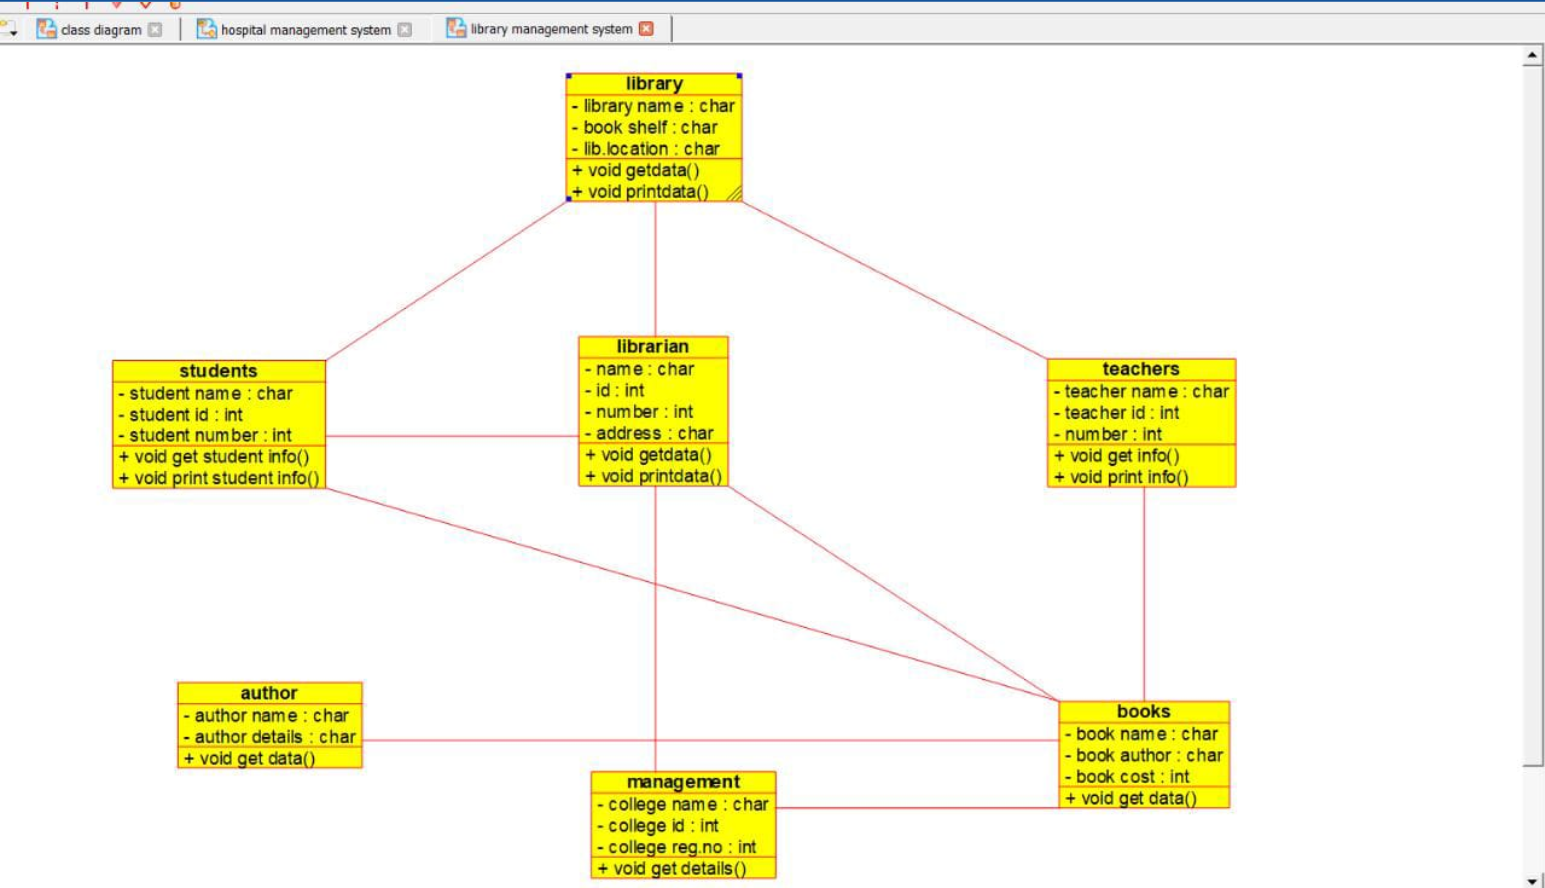 class diagram
hospital management system
library management system
library
- library name : char
- book shelf : char
- lib.location : char
+ void getdata()
+ void printdata()
students
- student name : char
- student id : int
- student number : int
+ void get student info()
+ void print student info()
librarian
- name : char
- id : int
- number : int
- address : char
+ void getdata()
+ void printdata()
teachers
- teacher name : char
- teacher id : int
- number : int
+ void get info()
+ void print info()
author
- author name : char
- author details : char
+ void get data()
books
- book name : char
- book author : char
- book cost : int
+ void get data()
management
- college name : char
- college id : int
- college reg.no : int
+ void get details()